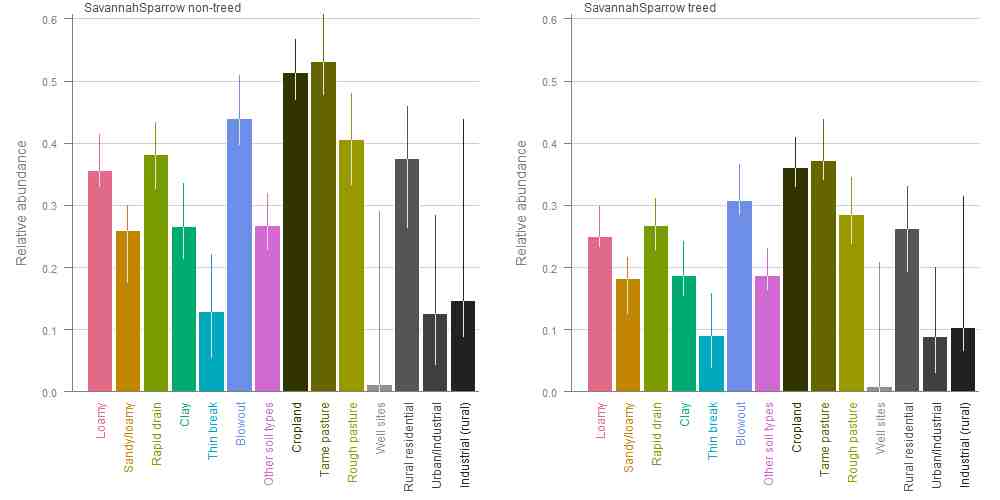 SavannahSparrow non-treed
Relative abundance
0.6
0.5
0.4
0.3
0.2
0.1
0.0
Loamy
Sandy/loamy
Rapid drain
Clay
Thin break
Blowout
Other soil types
Cropland
Tame pasture
Rough pasture
Well sites
Rural residential
Urban/Industrial
Industrial (rural)
SavannahSparrow treed
Relative abundance
0.6
0.5
0.4
0.3
0.2
0.1
0.0
Loamy
Sandy/loamy
Rapid drain
Clay
Thin break
Blowout
Other soil types
Cropland
Tame pasture
Rough pasture
Well sites
Rural residential
Urban/Industrial
Industrial (rural)